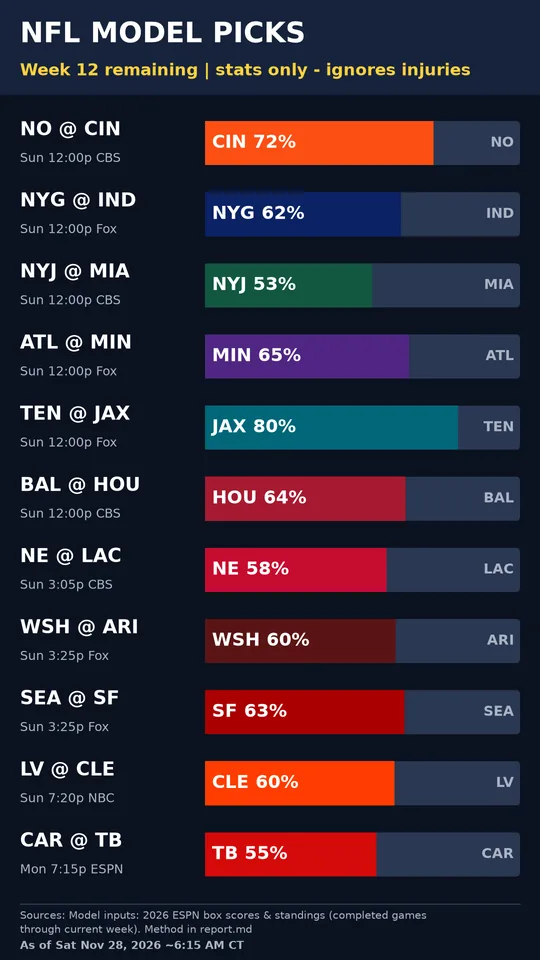 NFL MODEL PICKS
Week 12 remaining | stats only - ignores injuries
NO @ CIN
Sun 12:00p CBS
CIN 72%
NO
NYG @ IND
Sun 12:00p Fox
NYG 62%
IND
NYJ @ MIA
Sun 12:00p CBS
NYJ 53%
MIA
ATL @ MIN
Sun 12:00p Fox
MIN 65%
ATL
TEN @ JAX
Sun 12:00p Fox
JAX 80%
TEN
BAL @ HOU
Sun 12:00p CBS
HOU 64%
BAL
NE @ LAC
Sun 3:05p CBS
NE 58%
LAC
WSH @ ARI
Sun 3:25p Fox
WSH 60%
ARI
SEA @ SF
Sun 3:25p Fox
SF 63%
SEA
LV @ CLE
Sun 7:20p NBC
CLE 60%
LV
CAR @ TB
Mon 7:15p ESPN
TB 55%
CAR
Sources: Model inputs: 2026 ESPN box scores & standings (completed games
through current week). Method in report.md
As of Sat Nov 28, 2026 ~6:15 AM CT